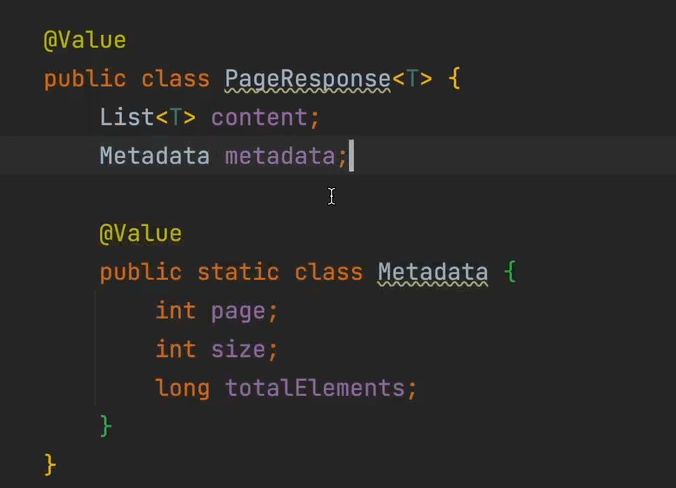 @Value
public class PageResponse<T> {
    List<T> content;
    Metadata metadata;
    @Value
    public static class Metadata {
        int page;
        int size;
        long totalElements;
    }
}